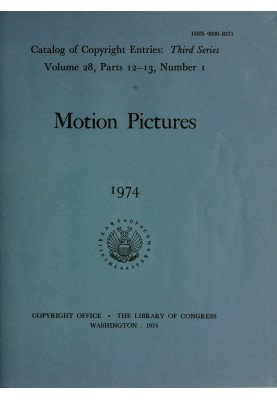 ISSN 0090-8371
Catalog of Copyright Entries: Third Series
Volume 28, Parts 12-13, Number 1
Motion Pictures
1974
COPYRIGHT OFFICE • THE LIBRARY OF CONGRESS
WASHINGTON : 1974